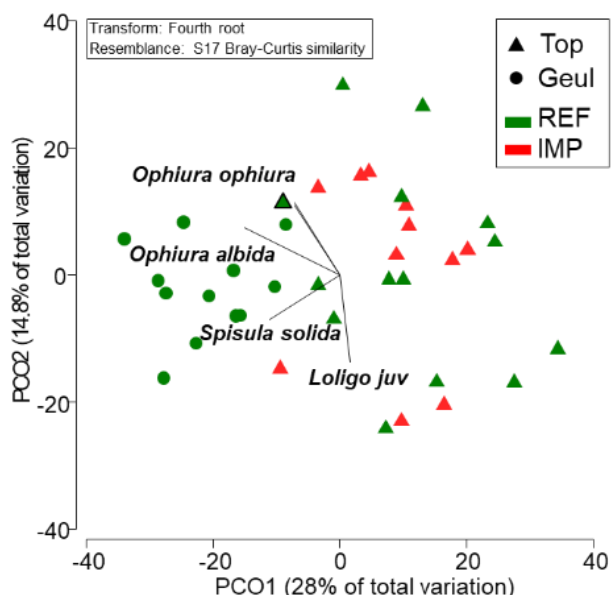 Transform: Fourth root
Resemblance: S17 Bray-Curtis similarity
Top
Geul
REF
IMP
40
20
0
-20
-40
PCO2 (14.8% of total variation)
Ophiura ophiura
Ophiura albida
Spisula solida
Loligo juv
-40
-20
0
20
40
PCO1 (28% of total variation)